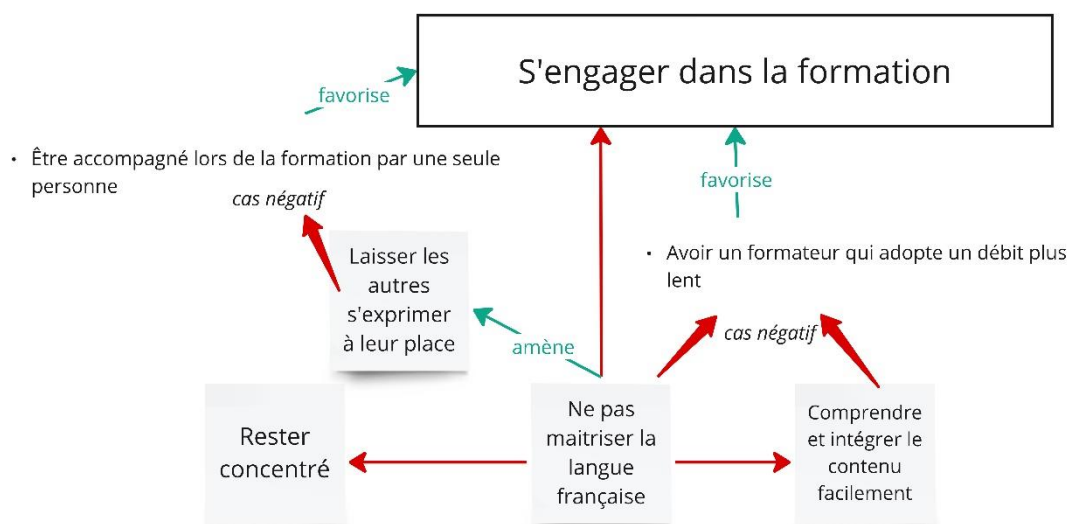 S'engager dans la formation
favorise
• Être accompagné lors de la formation par une seule
personne
cas négatif
favorise
Laisser les
autres
s'exprimer
à leur place
• Avoir un formateur qui adopte un débit plus
lent
amène
cas négatif
Rester
concentré
Ne pas
maitriser la
langue
française
Comprendre
et intégrer le
contenu
facilement